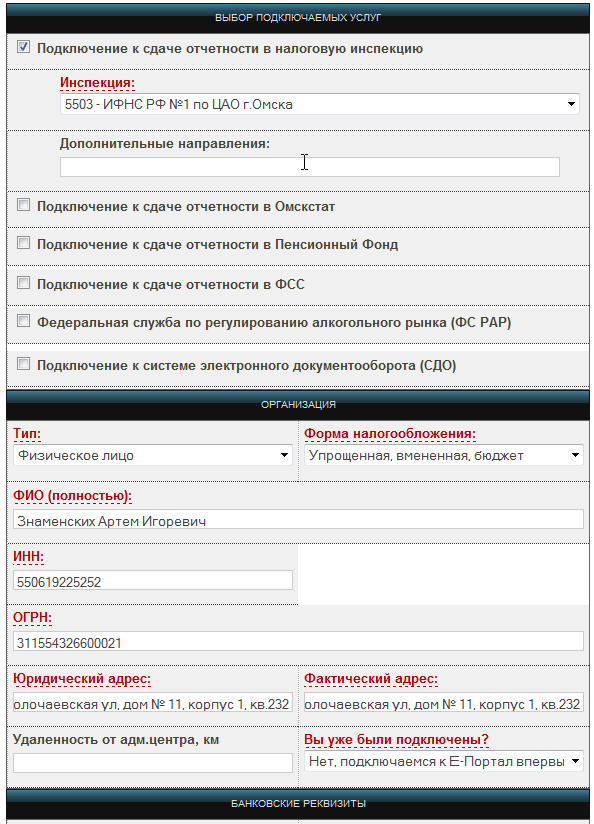 ВЫБОР ПОДКЛЮЧАЕМЫХ УСЛУГ
Подключение к сдаче отчетности в налоговую инспекцию
Инспекция:
5503 - ИФНС РФ №1 по ЦАО г.Омска
Дополнительные направления:
Подключение к сдаче отчетности в Омскстат
Подключение к сдаче отчетности в Пенсионный Фонд
Подключение к сдаче отчетности в ФСС
Федеральная служба по регулированию алкогольного рынка (ФС РАР)
Подключение к системе электронного документооборота (СДО)
ОРГАНИЗАЦИЯ
Тип: Форма налогообложения:
Физическое лицо Упрощенная, вмененная, бюджет
ФИО (полностью):
Знаменских Артем Игоревич
ИНН:
550619225252
ОГРН:
311554326600021
Юридический адрес: Фактический адрес:
олочаевская ул, дом № 11, корпус 1, кв.232 олочаевская ул, дом № 11, корпус 1, кв.232
Удаленность от адм.центра, км Вы уже были подключены?
Нет, подключаемся к Е-Портал впервы
БАНКОВСКИЕ РЕКВИЗИТЫ